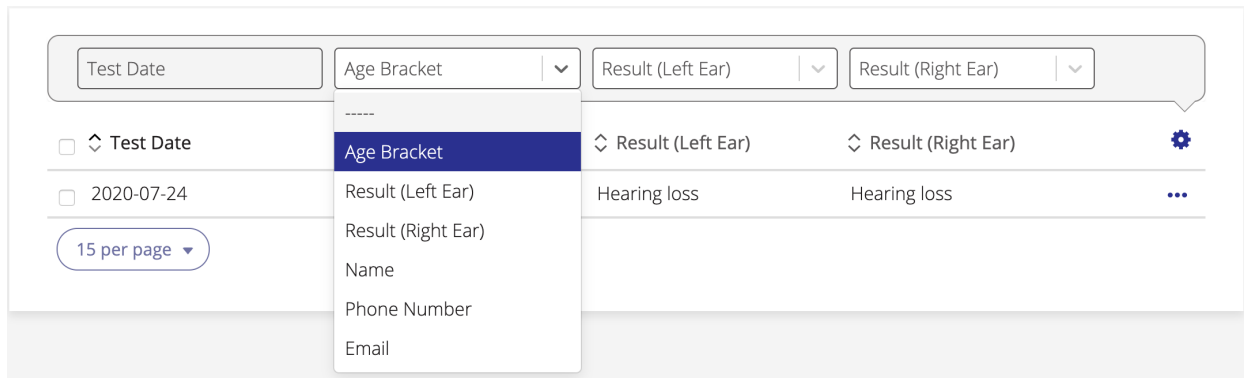 Test Date Age Bracket Result (Left Ear) Result (Right Ear)
-----
Test Date Result (Left Ear) Result (Right Ear)
Age Bracket
2020-07-24 Hearing loss Hearing loss
Result (Left Ear)
Result (Right Ear)
15 per page
Name
Phone Number
Email